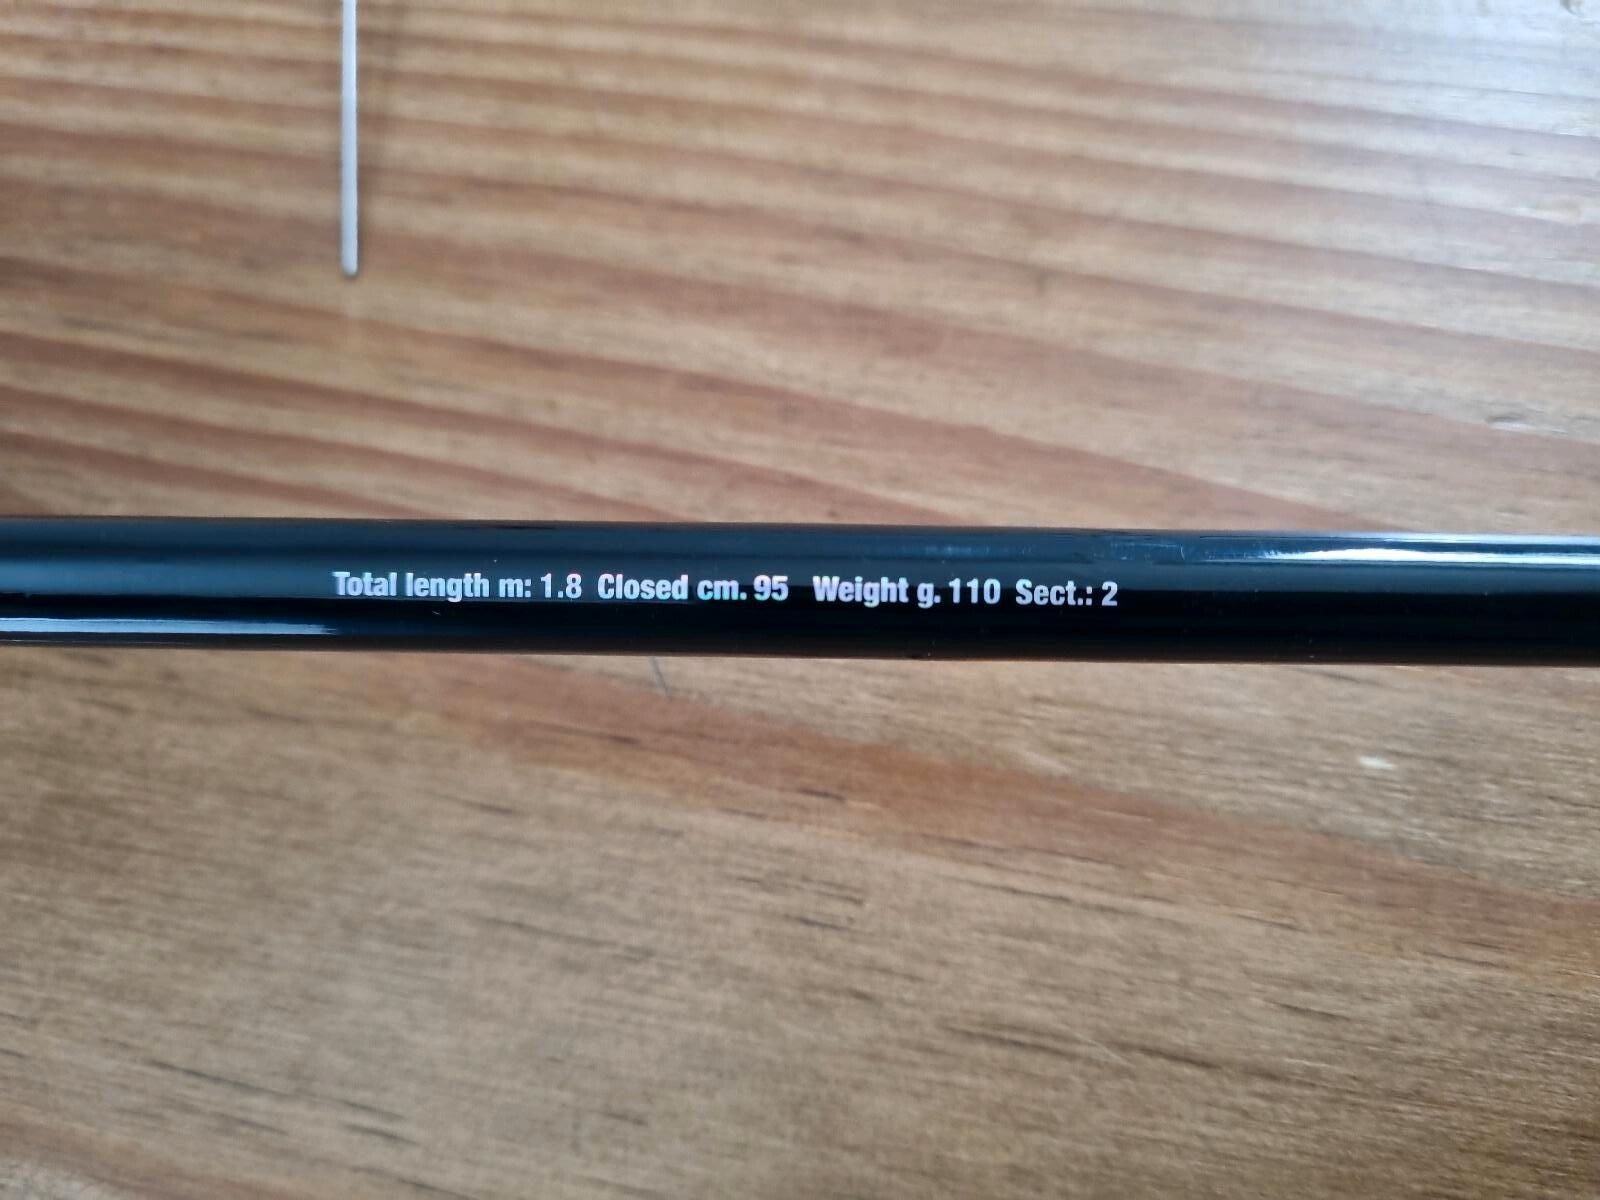 Total length m: 1.8 Closed cm. 95 Weight g. 110 Sect.: 2